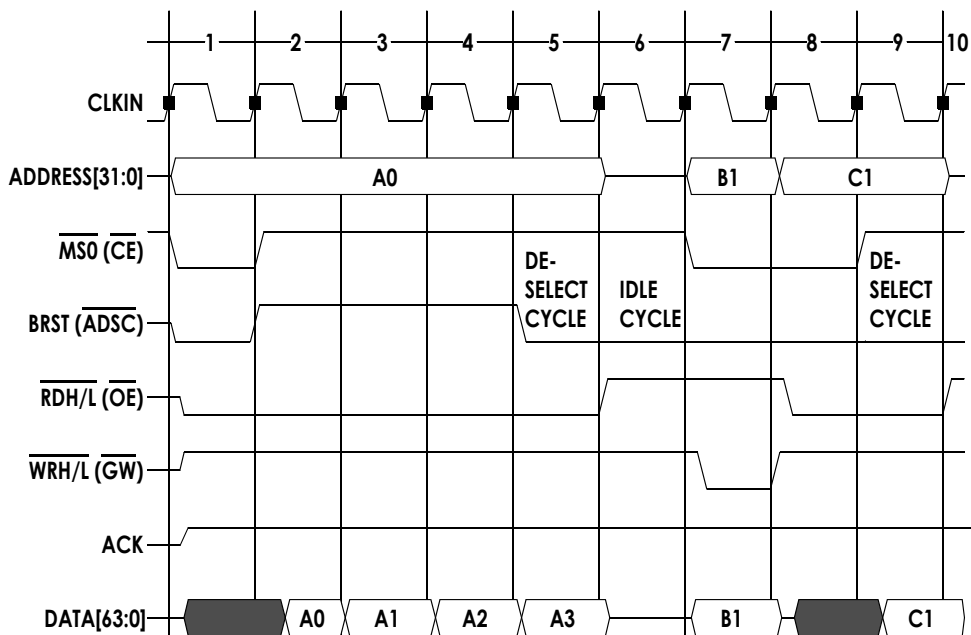 1 2 3 4 5 6 7 8 9 10
CLKIN
ADDRESS[31:0] A0 B1 C1
MS0 (CE)
BRST (ADSC)
DE-
SELECT
CYCLE
IDLE
CYCLE
DE-
SELECT
CYCLE
RDH/L (OE)
WRH/L (GW)
ACK
DATA[63:0] A0 A1 A2 A3 B1 C1